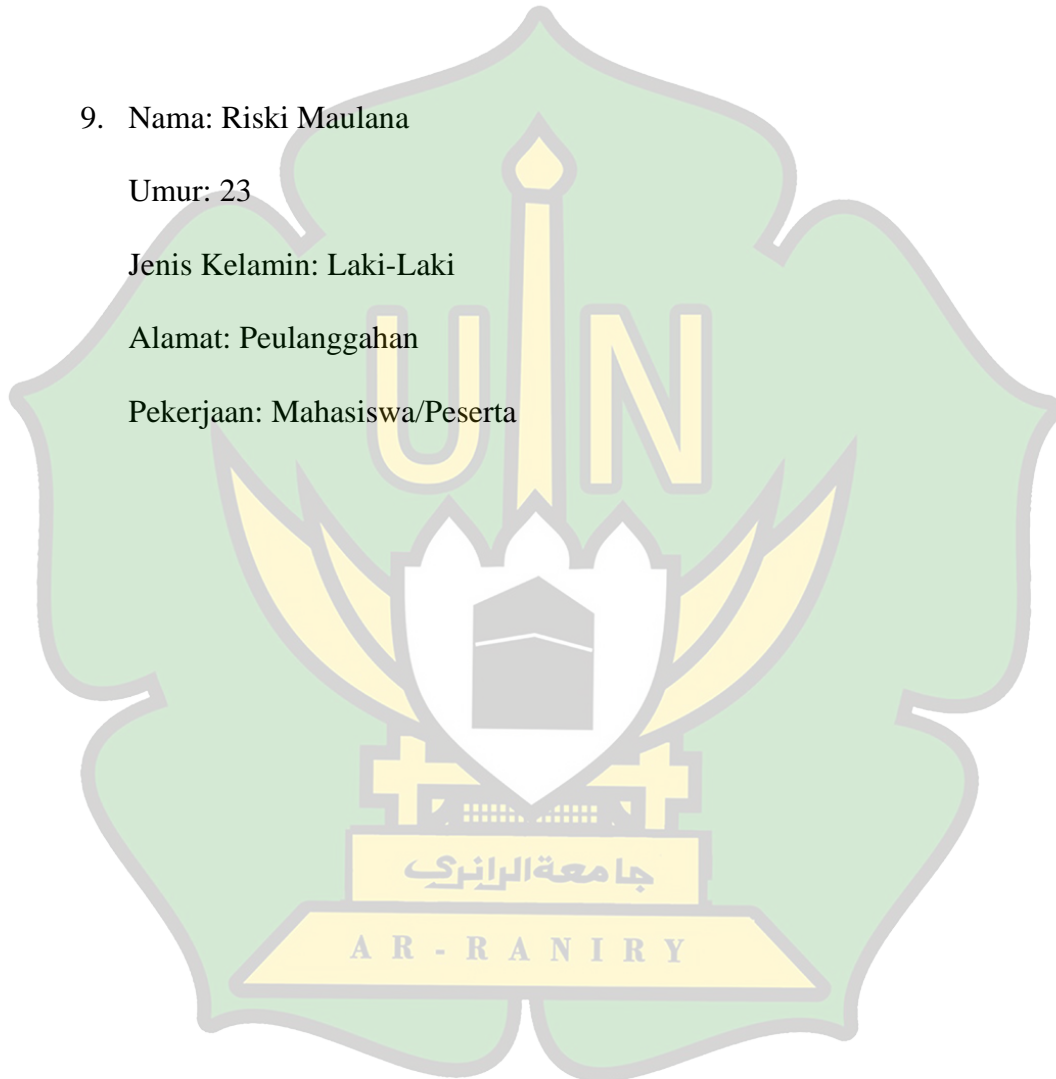 9. Nama: Riski Maulana
Umur: 23
Jenis Kelamin: Laki-Laki
Alamat: Peulanggahan
Pekerjaan: Mahasiswa/Peserta
UIN
جامعة الرانري
AR-RANIRY